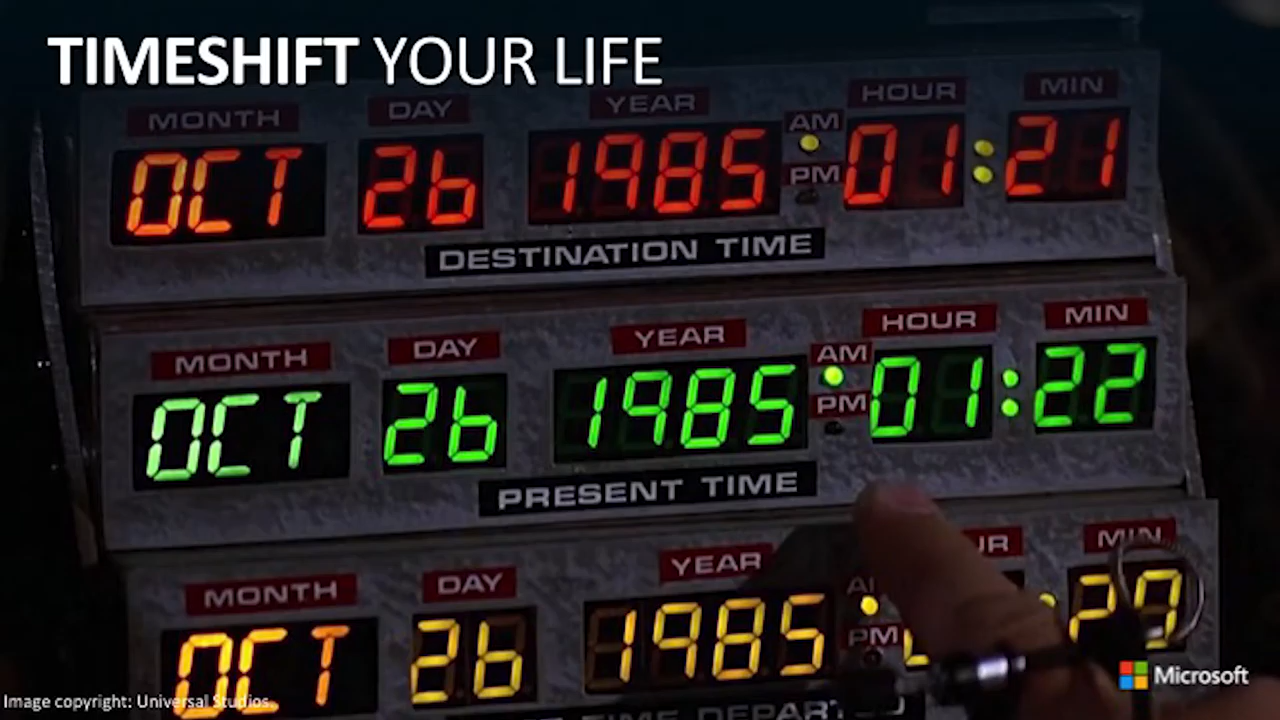 TIMESHIFT YOUR LIFE
MONTH DAY YEAR AM PM HOUR MIN
OCT 26 1985 01:21
DESTINATION TIME
MONTH DAY YEAR AM PM HOUR MIN
OCT 26 1985 01:22
PRESENT TIME
MONTH DAY YEAR PM MIN
OCT 26 1985
TIME
Microsoft
Image copyright: Universal Studios.